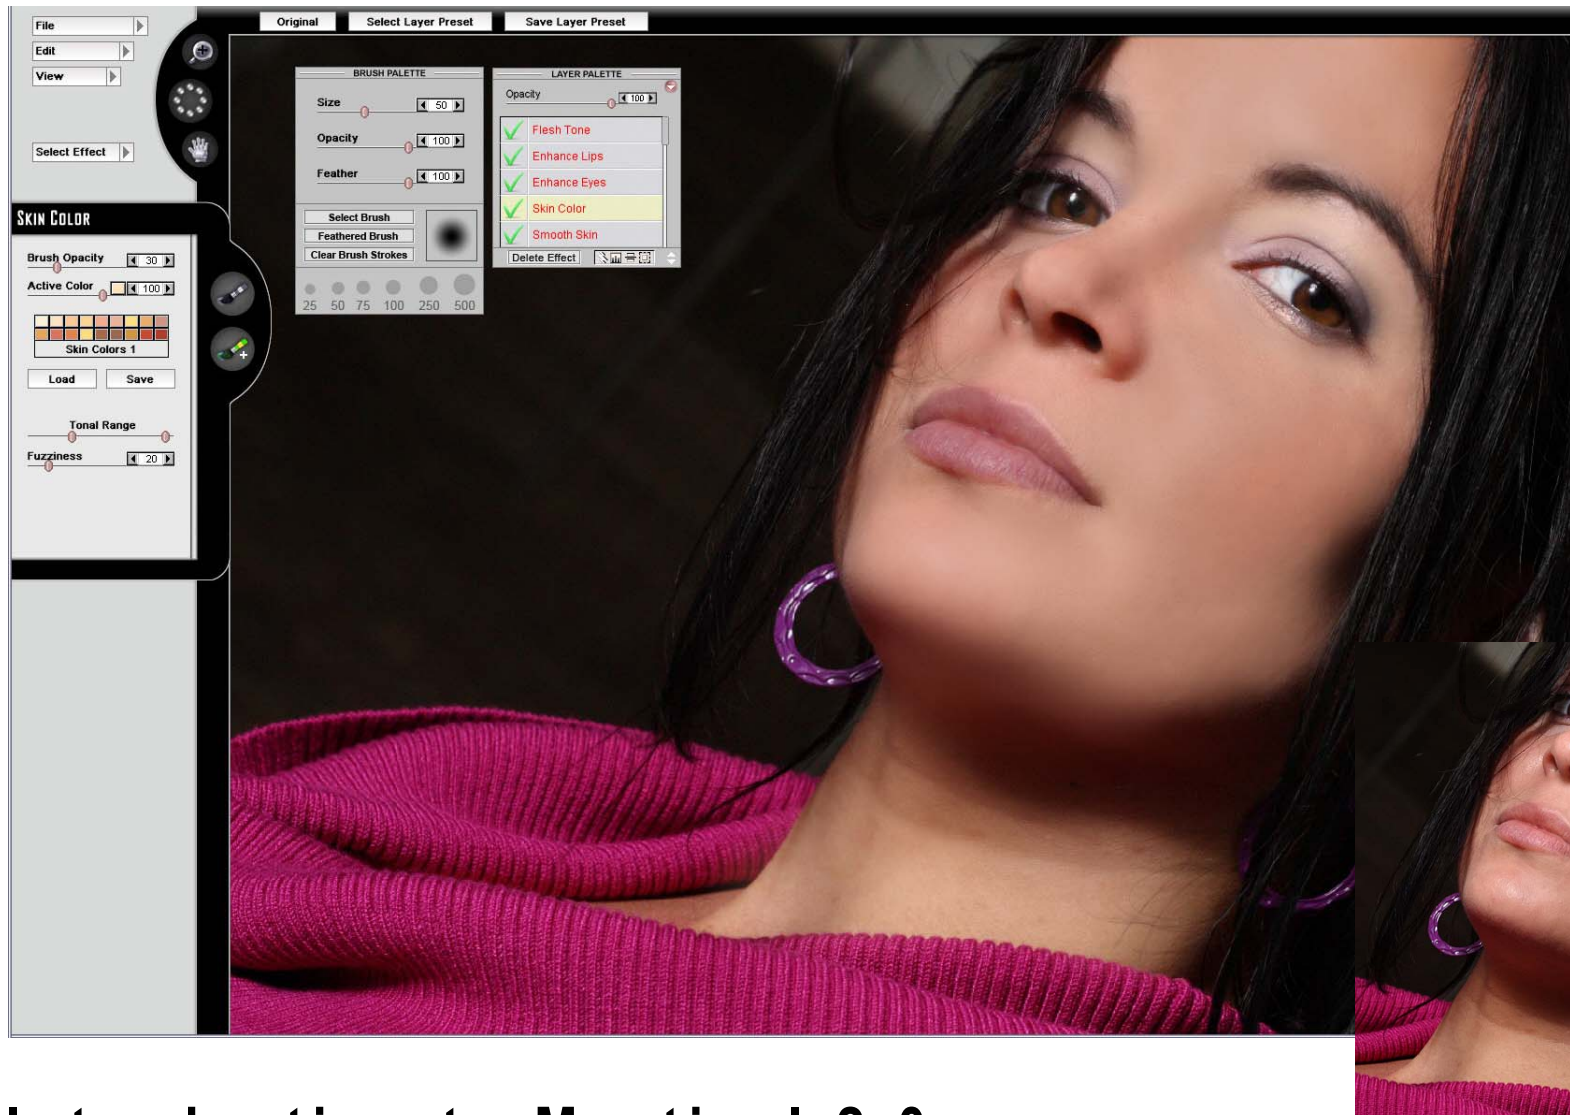 File
Edit
View
Select Effect
Original
Select Layer Preset
Save Layer Preset
BRUSH PALETTE
Size
50
Opacity
100
Feather
100
Select Brush
Feathered Brush
Clear Brush Strokes
25 50 75 100 250 500
LAYER PALETTE
Opacity
100
Flesh Tone
Enhance Lips
Enhance Eyes
Skin Color
Smooth Skin
Delete Effect
SKIN COLOR
Brush Opacity
30
Active Color
100
Skin Colors 1
Load
Save
Tonal Range
Fuzziness
20